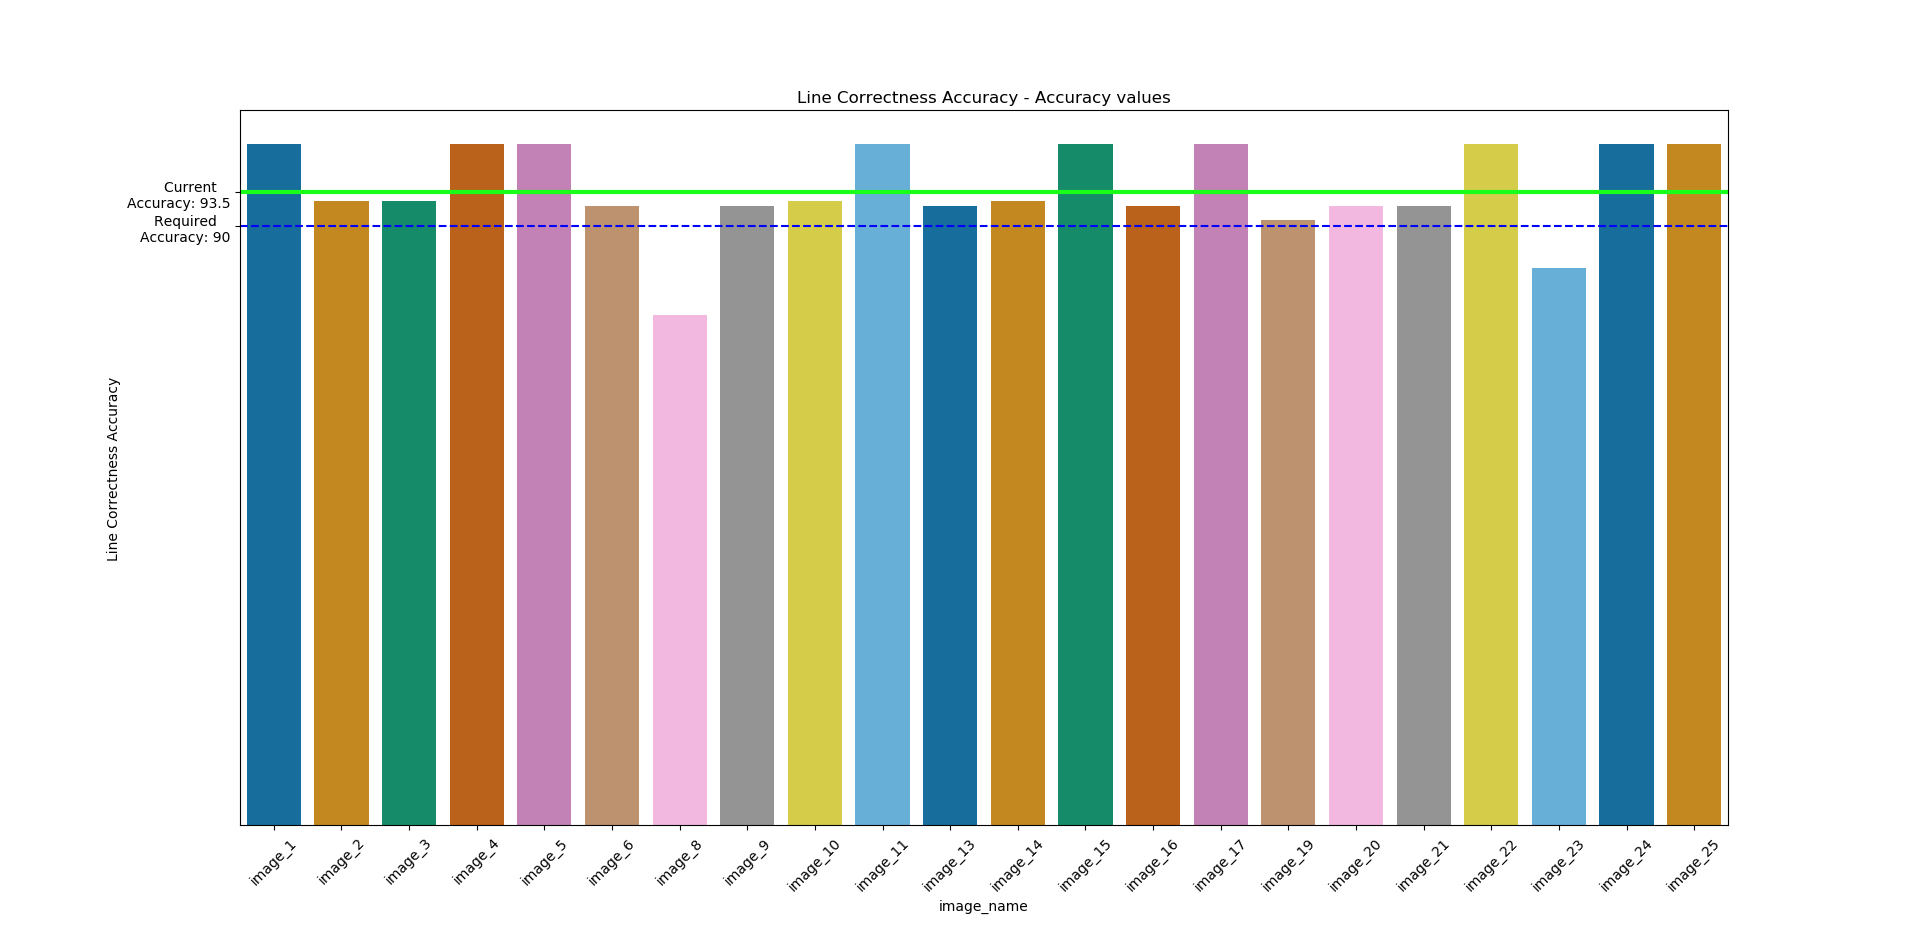 Line Correctness Accuracy - Accuracy values
Current
Accuracy: 93.5
Required
Accuracy: 90
Line Correctness Accuracy
image_1
image_2
image_3
image_4
image_5
image_6
image_8
image_9
image_10
image_11
image_13
image_14
image_15
image_16
image_17
image_19
image_20
image_21
image_22
image_23
image_24
image_25
image_name